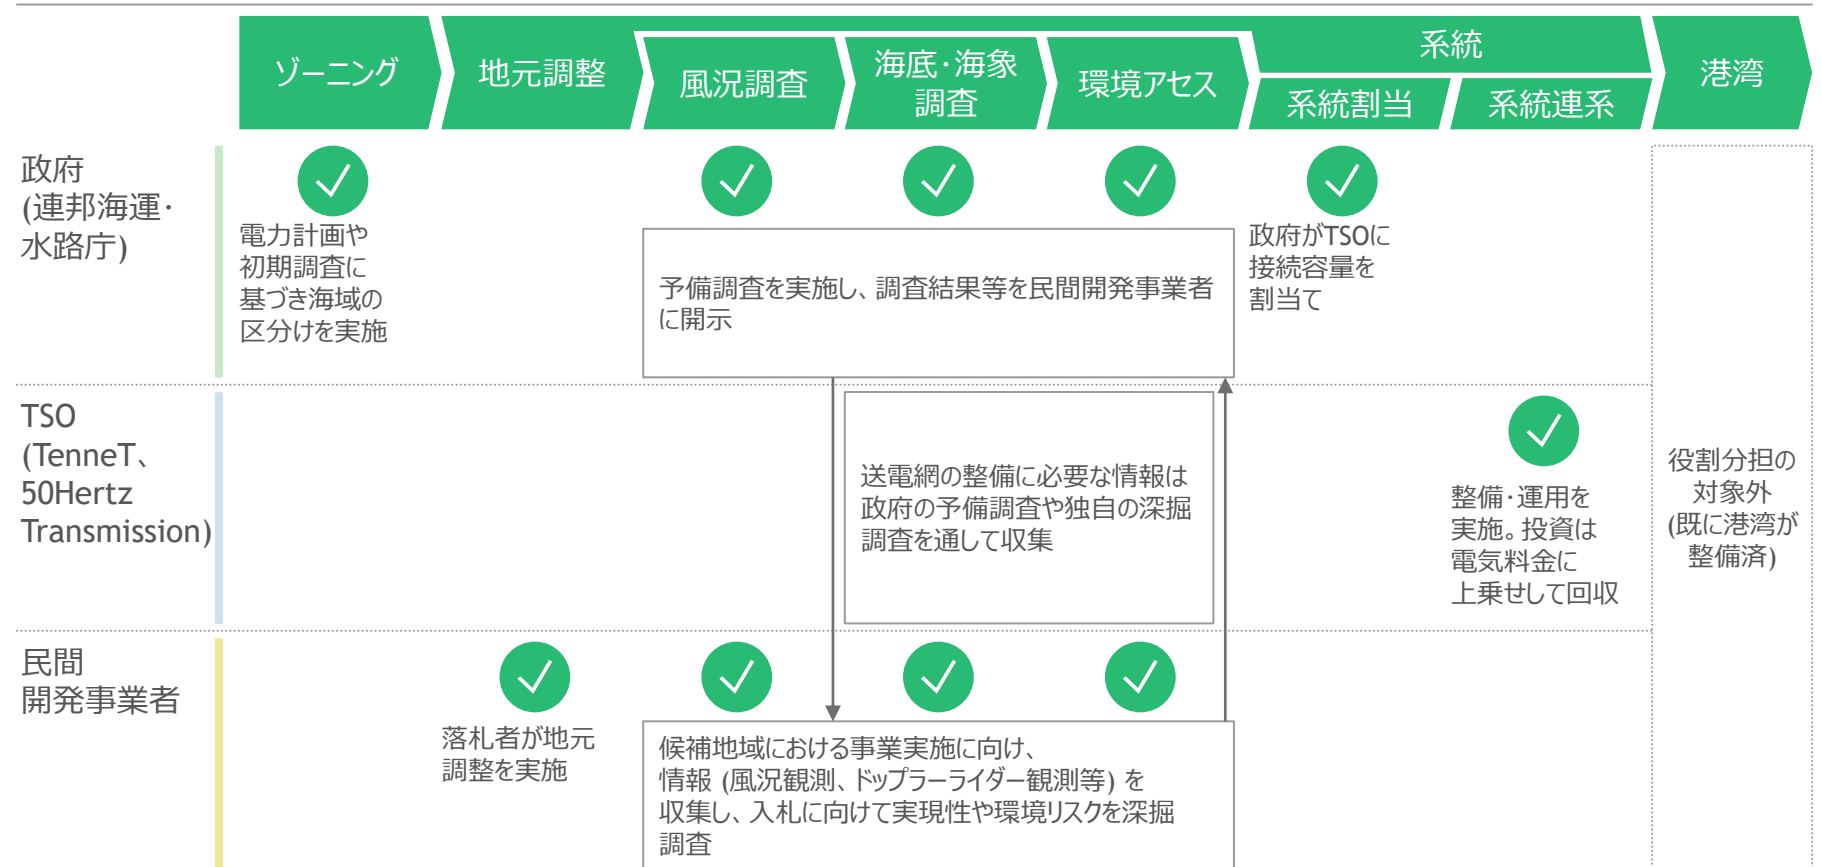 ゾーニング
地元調整
風況調査
海底・海象
調査
環境アセス
系統
系統割当
系統連系
港湾
政府
(連邦海運・
水路庁)
電力計画や
初期調査に
基づき海域の
区分けを実施
予備調査を実施し、調査結果等を民間開発事業者
に開示
政府がTSOに
接続容量を
割当て
TSO
(TenneT、
50Hertz
Transmission)
送電網の整備に必要な情報は
政府の予備調査や独自の深掘
調査を通して収集
整備・運用を
実施。投資は
電気料金に
上乗せして回収
役割分担の
対象外
(既に港湾が
整備済)
民間
開発事業者
落札者が地元
調整を実施
候補地域における事業実施に向け、
情報 (風況観測、ドップラーライダー観測等) を
収集し、入札に向けて実現性や環境リスクを深掘
調査